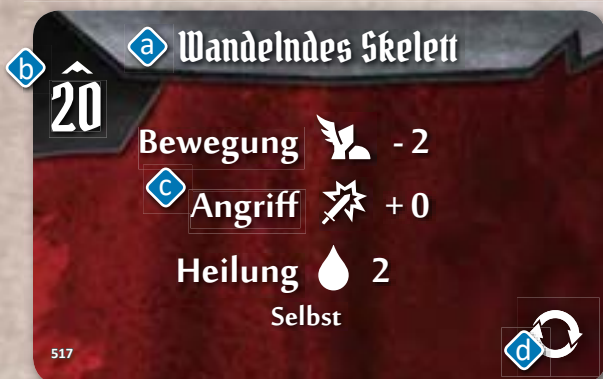 a Wandelndes Skelett
b
20
Bewegung - 2
c
Angriff + 0
Heilung 2
Selbst
517
d